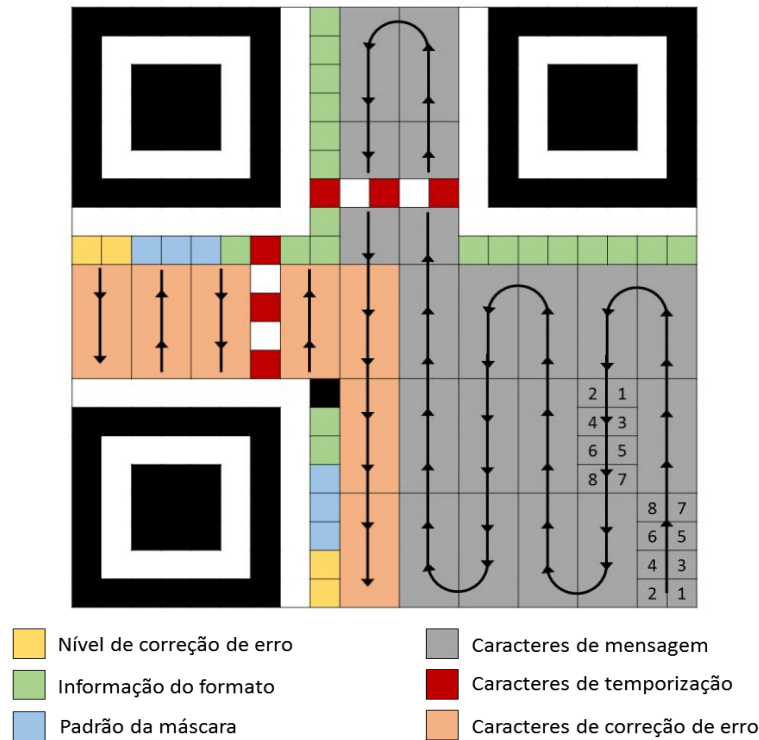 2 1
4 3
6 5
8 7
8 7
6 5
4 3
2 1
Nível de correção de erro
Caracteres de mensagem
Informação do formato
Caracteres de temporização
Padrão da máscara
Caracteres de correção de erro